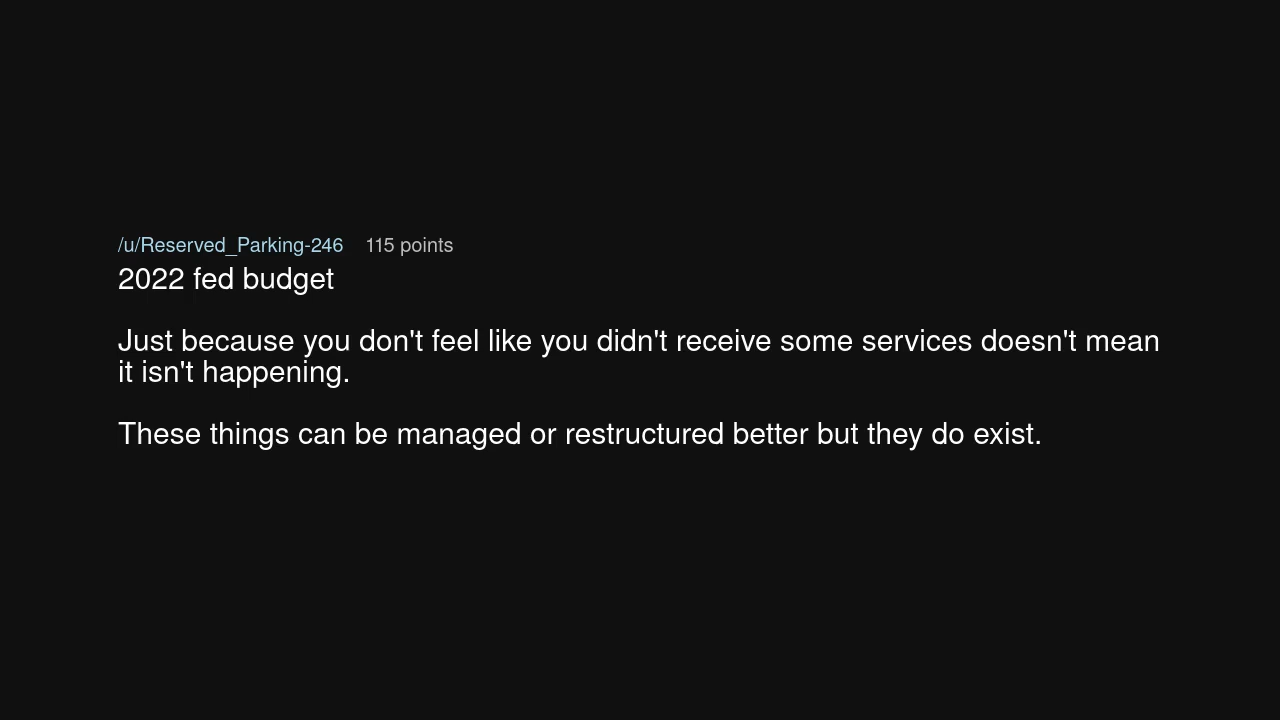 /u/Reserved_Parking-246 115 points
2022 fed budget
Just because you don't feel like you didn't receive some services doesn't mean
it isn't happening.
These things can be managed or restructured better but they do exist.